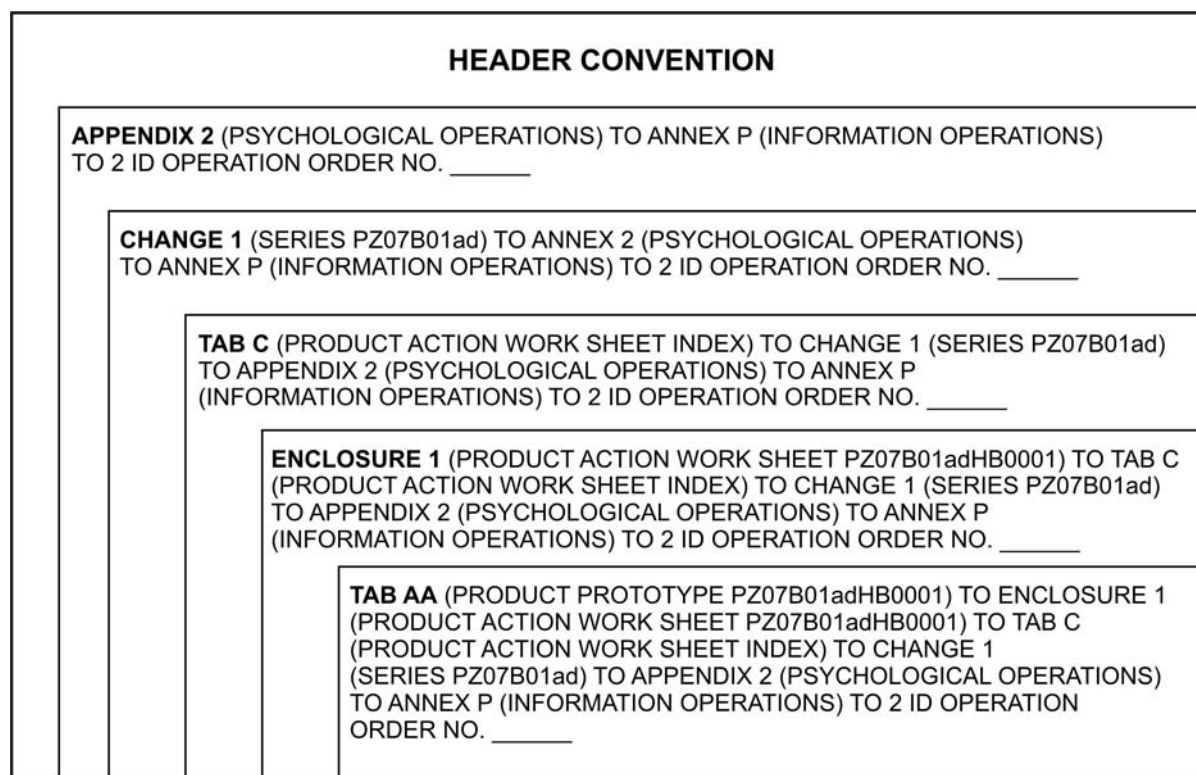 HEADER CONVENTION
APPENDIX 2 (PSYCHOLOGICAL OPERATIONS) TO ANNEX P (INFORMATION OPERATIONS)
TO 2 ID OPERATION ORDER NO. ______
CHANGE 1 (SERIES PZ07B01ad) TO ANNEX 2 (PSYCHOLOGICAL OPERATIONS)
TO ANNEX P (INFORMATION OPERATIONS) TO 2 ID OPERATION ORDER NO. ______
TAB C (PRODUCT ACTION WORK SHEET INDEX) TO CHANGE 1 (SERIES PZ07B01ad)
TO APPENDIX 2 (PSYCHOLOGICAL OPERATIONS) TO ANNEX P
(INFORMATION OPERATIONS) TO 2 ID OPERATION ORDER NO. ______
ENCLOSURE 1 (PRODUCT ACTION WORK SHEET PZ07B01adHB0001) TO TAB C
(PRODUCT ACTION WORK SHEET INDEX) TO CHANGE 1 (SERIES PZ07B01ad)
TO APPENDIX 2 (PSYCHOLOGICAL OPERATIONS) TO ANNEX P
(INFORMATION OPERATIONS) TO 2 ID OPERATION ORDER NO. ______
TAB AA (PRODUCT PROTOTYPE PZ07B01adHB0001) TO ENCLOSURE 1
(PRODUCT ACTION WORK SHEET PZ07B01adHB0001) TO TAB C
(PRODUCT ACTION WORK SHEET INDEX) TO CHANGE 1
(SERIES PZ07B01ad) TO APPENDIX 2 (PSYCHOLOGICAL OPERATIONS)
TO ANNEX P (INFORMATION OPERATIONS) TO 2 ID OPERATION
ORDER NO. ______